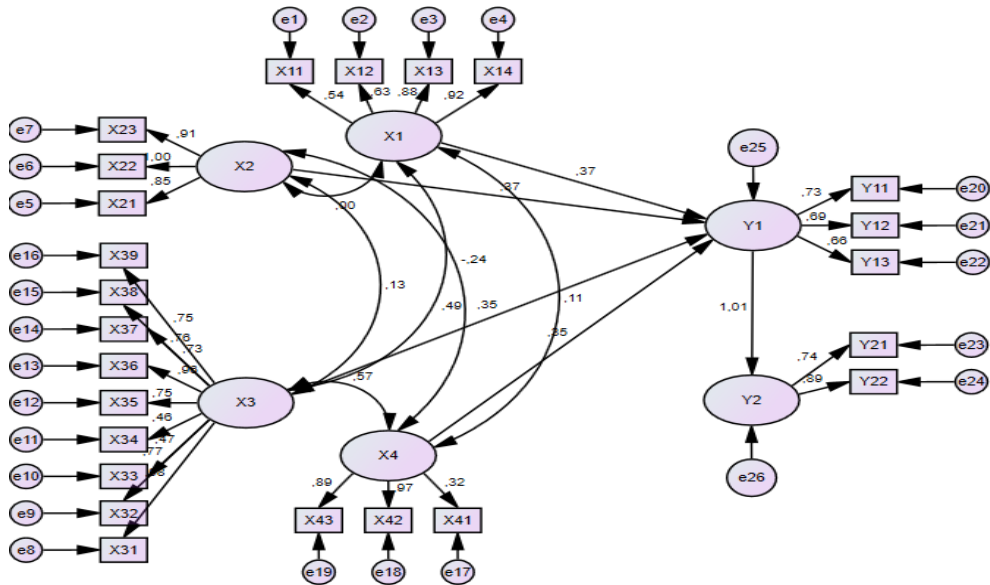 e1 e2 e3 e4
X11 X12 X13 X14
,54 ,63 ,88 ,92
X1
e7 X23 ,91
e6 X22 1,00
e5 X21 ,85
X2
,00
,37
,37
-,24
,13
,49
,35
,11
,35
,57
e16 X39 ,75
e15 X38 ,76
e14 X37 ,73
e13 X36
e12 X35 ,75
e11 X34 ,46
e10 X33 ,47
e9 X32 ,77
e8 X31
X3
X4
,89 ,97 ,32
X43 X42 X41
e19 e18 e17
e25
Y1
,73 Y11 e20
,69 Y12 e21
,66 Y13 e22
1,01
Y2
,74 Y21 e23
,89 Y22 e24
e26